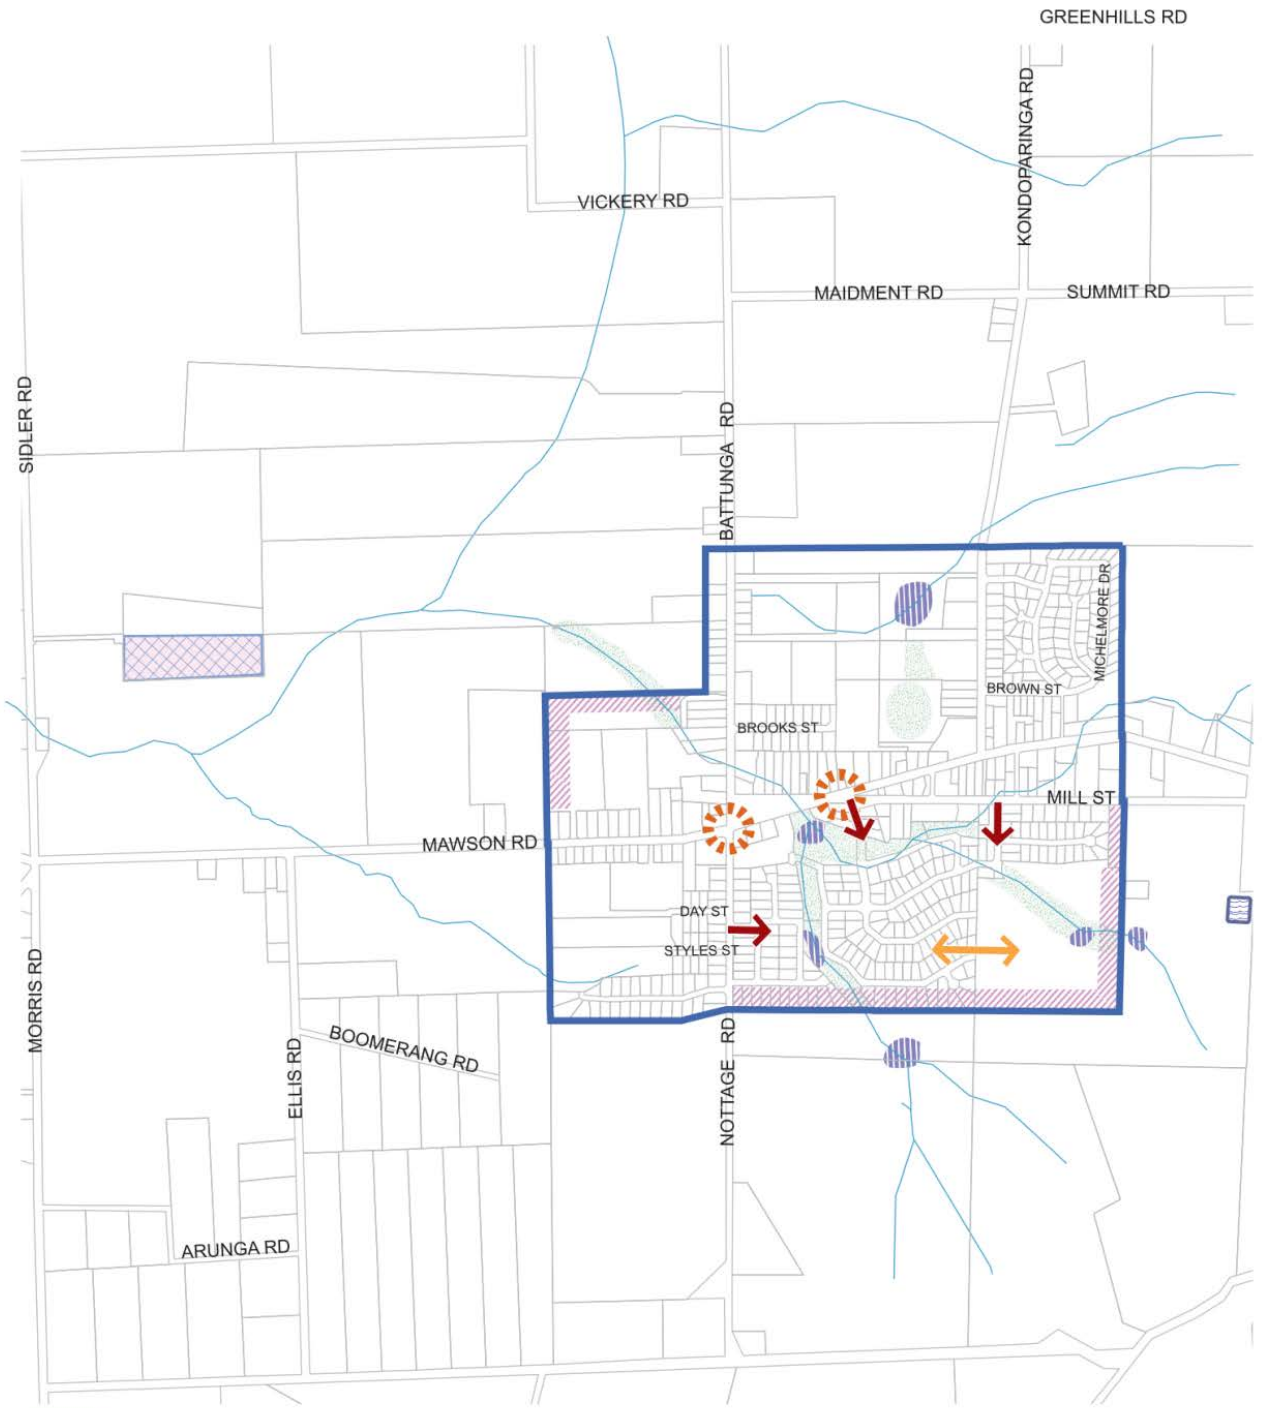 GREENHILLS RD
KONDOPARINGA RD
VICKERY RD
MAIDMENT RD
SUMMIT RD
SIDLER RD
BATTUNGA RD
MICHELMORE DR
BROWN ST
BROOKS ST
MILL ST
MAWSON RD
DAY ST
STYLES ST
MORRIS RD
BOOMERANG RD
ELLIS RD
NOTTAGE RD
ARUNGA RD